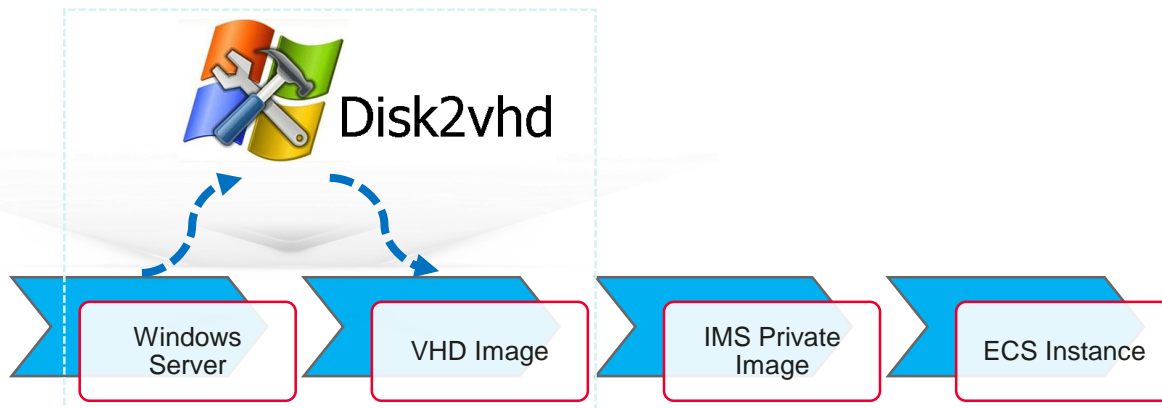 Disk2vhd
Windows
Server
VHD Image
IMS Private
Image
ECS Instance